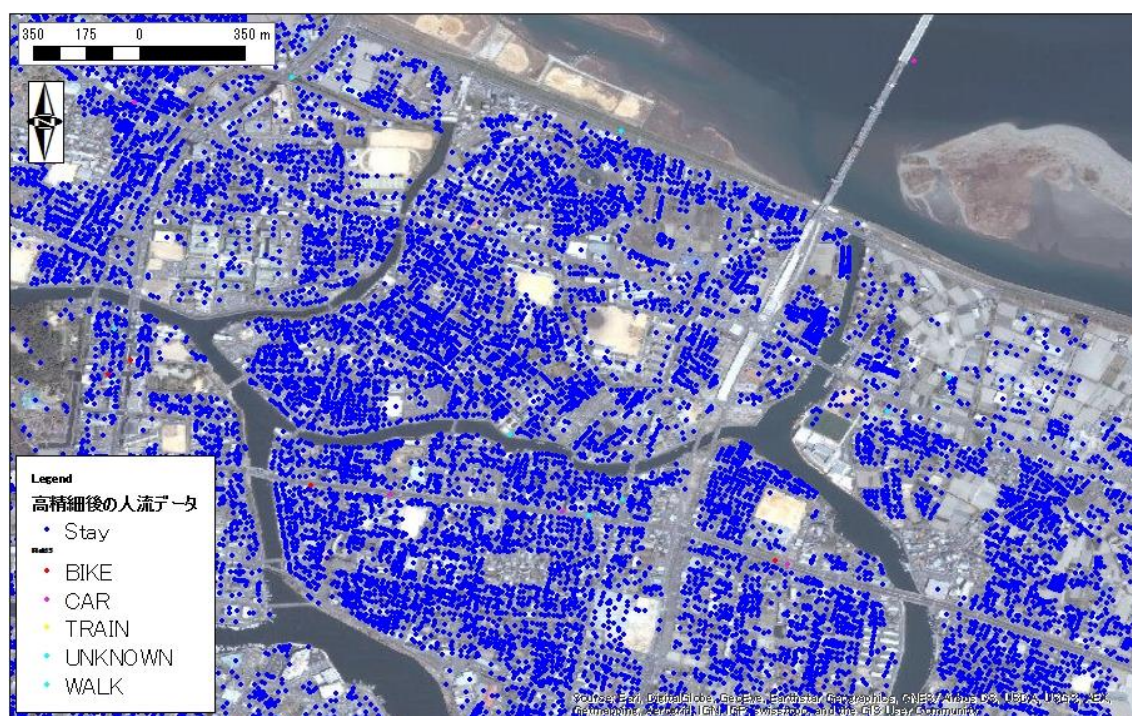 350 175 0 350 m
N
Legend
高精細後の人流データ
Stay
BIKE
CAR
TRAIN
UNKNOWN
WALK
Source: Esri, DigitalGlobe, GeoEye, Earthstar Geographics, CNES/Airbus DS, USDA, USGS, AEX,
Getmapping, Aerogrid, IGN, IGP, swisstopo, and the GIS User Community